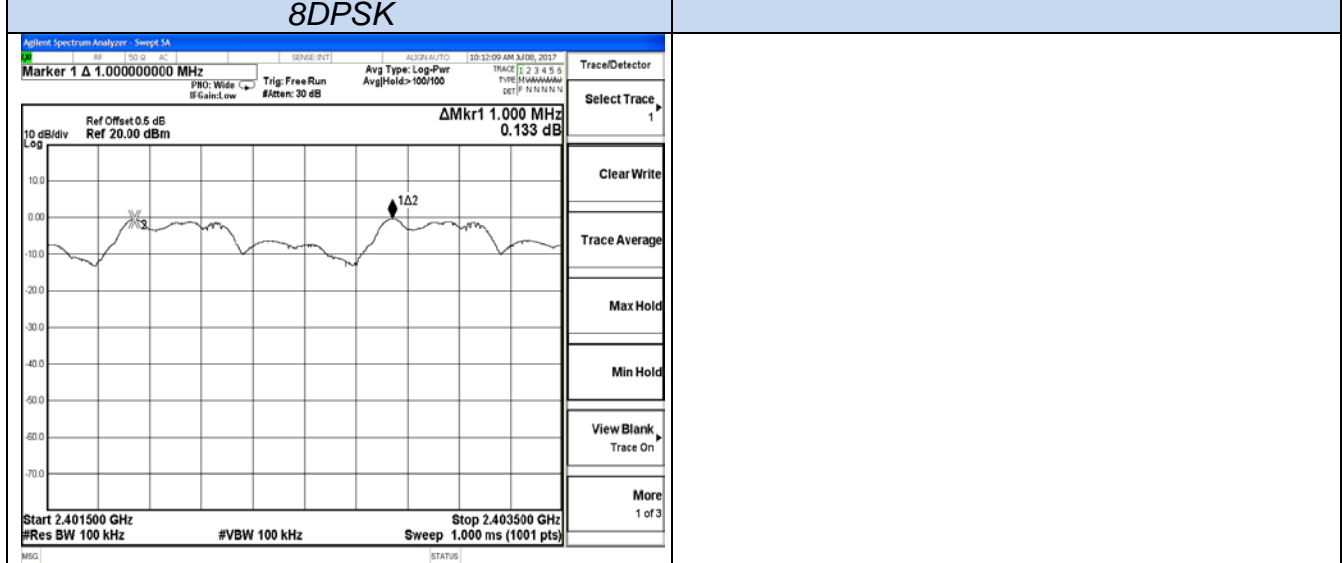 8DPSK
Agilent Spectrum Analyzer - Swept SA
RF 50 Ω AC SENSE:INT ALIGN AUTO 10:12:09 AM Jul 08, 2017
Marker 1 Δ 1.000000000 MHz
PNO: Wide
IFGain:Low
Trig: Free Run
#Atten: 30 dB
Avg Type: Log-Pwr
Avg|Hold:>100/100
TRACE 1 2 3 4 5 6
TYPE
DET P N N N N N
ΔMkr1 1.000 MHz
0.133 dB
Ref Offset 0.5 dB
10 dB/div Ref 20.00 dBm
Log
10.0
0.00
-10.0
-20.0
-30.0
-40.0
-50.0
-60.0
-70.0
2
1Δ2
Start 2.401500 GHz Stop 2.403500 GHz
#Res BW 100 kHz #VBW 100 kHz Sweep 1.000 ms (1001 pts)
MSG STATUS
Trace/Detector
Select Trace
1
Clear Write
Trace Average
Max Hold
Min Hold
View Blank
Trace On
More
1 of 3